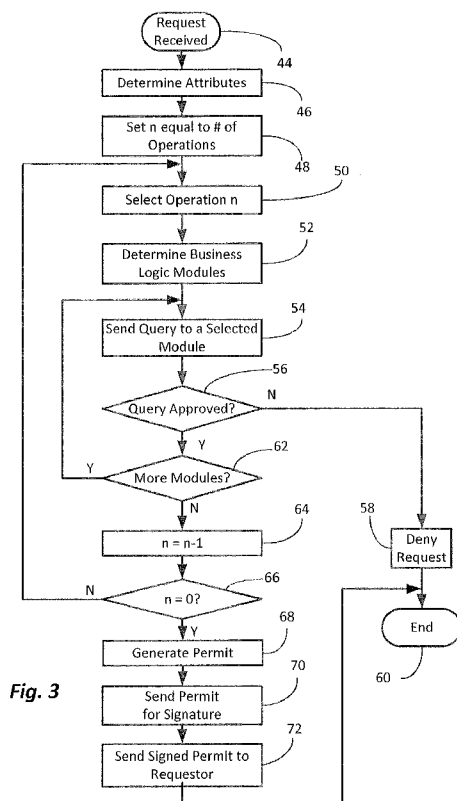 Request
Received
44
Determine Attributes
46
Set n equal to # of
Operations
48
50
Select Operation n
52
Determine Business
Logic Modules
54
Send Query to a Selected
Module
56
N
Query Approved?
Y
62
Y
More Modules?
N
64
58
n = n-1
Deny
Request
66
N
n = 0?
Y
68
End
Generate Permit
60
70
Fig. 3
Send Permit
for Signature
72
Send Signed Permit to
Requestor